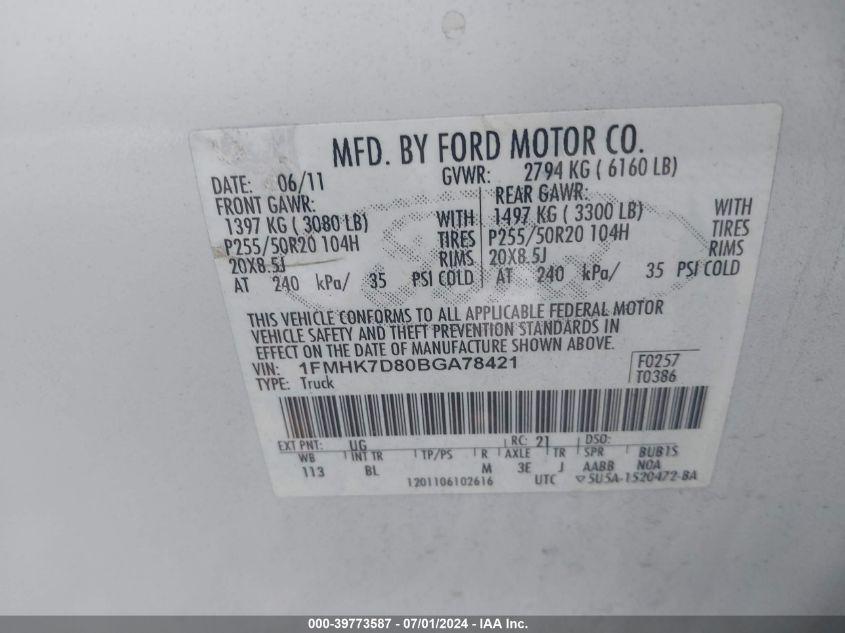 MFD. BY FORD MOTOR CO.
DATE: 06/11 GVWR: 2794 KG ( 6160 LB)
FRONT GAWR: REAR GAWR:
1397 KG ( 3080 LB) WITH 1497 KG ( 3300 LB) WITH
P255/50R20 104H TIRES P255/50R20 104H TIRES
20X8.5J RIMS 20X8.5J RIMS
AT 240 kPa/ 35 PSI COLD AT 240 kPa/ 35 PSI COLD
THIS VEHICLE CONFORMS TO ALL APPLICABLE FEDERAL MOTOR
VEHICLE SAFETY AND THEFT PREVENTION STANDARDS IN
EFFECT ON THE DATE OF MANUFACTURE SHOWN ABOVE.
VIN: 1FMHK7D80BGA78421 F0257
TYPE: Truck T0386
EXT PNT: UG RC: 21 DSO:
WB INT TR TP/PS R AXLE TR SPR BUB1S
113 BL M 3E J AABB NOA
1201106102616 UTC ▽5U5A-1520472-BA
000-39773587 - 07/01/2024 - IAA Inc.